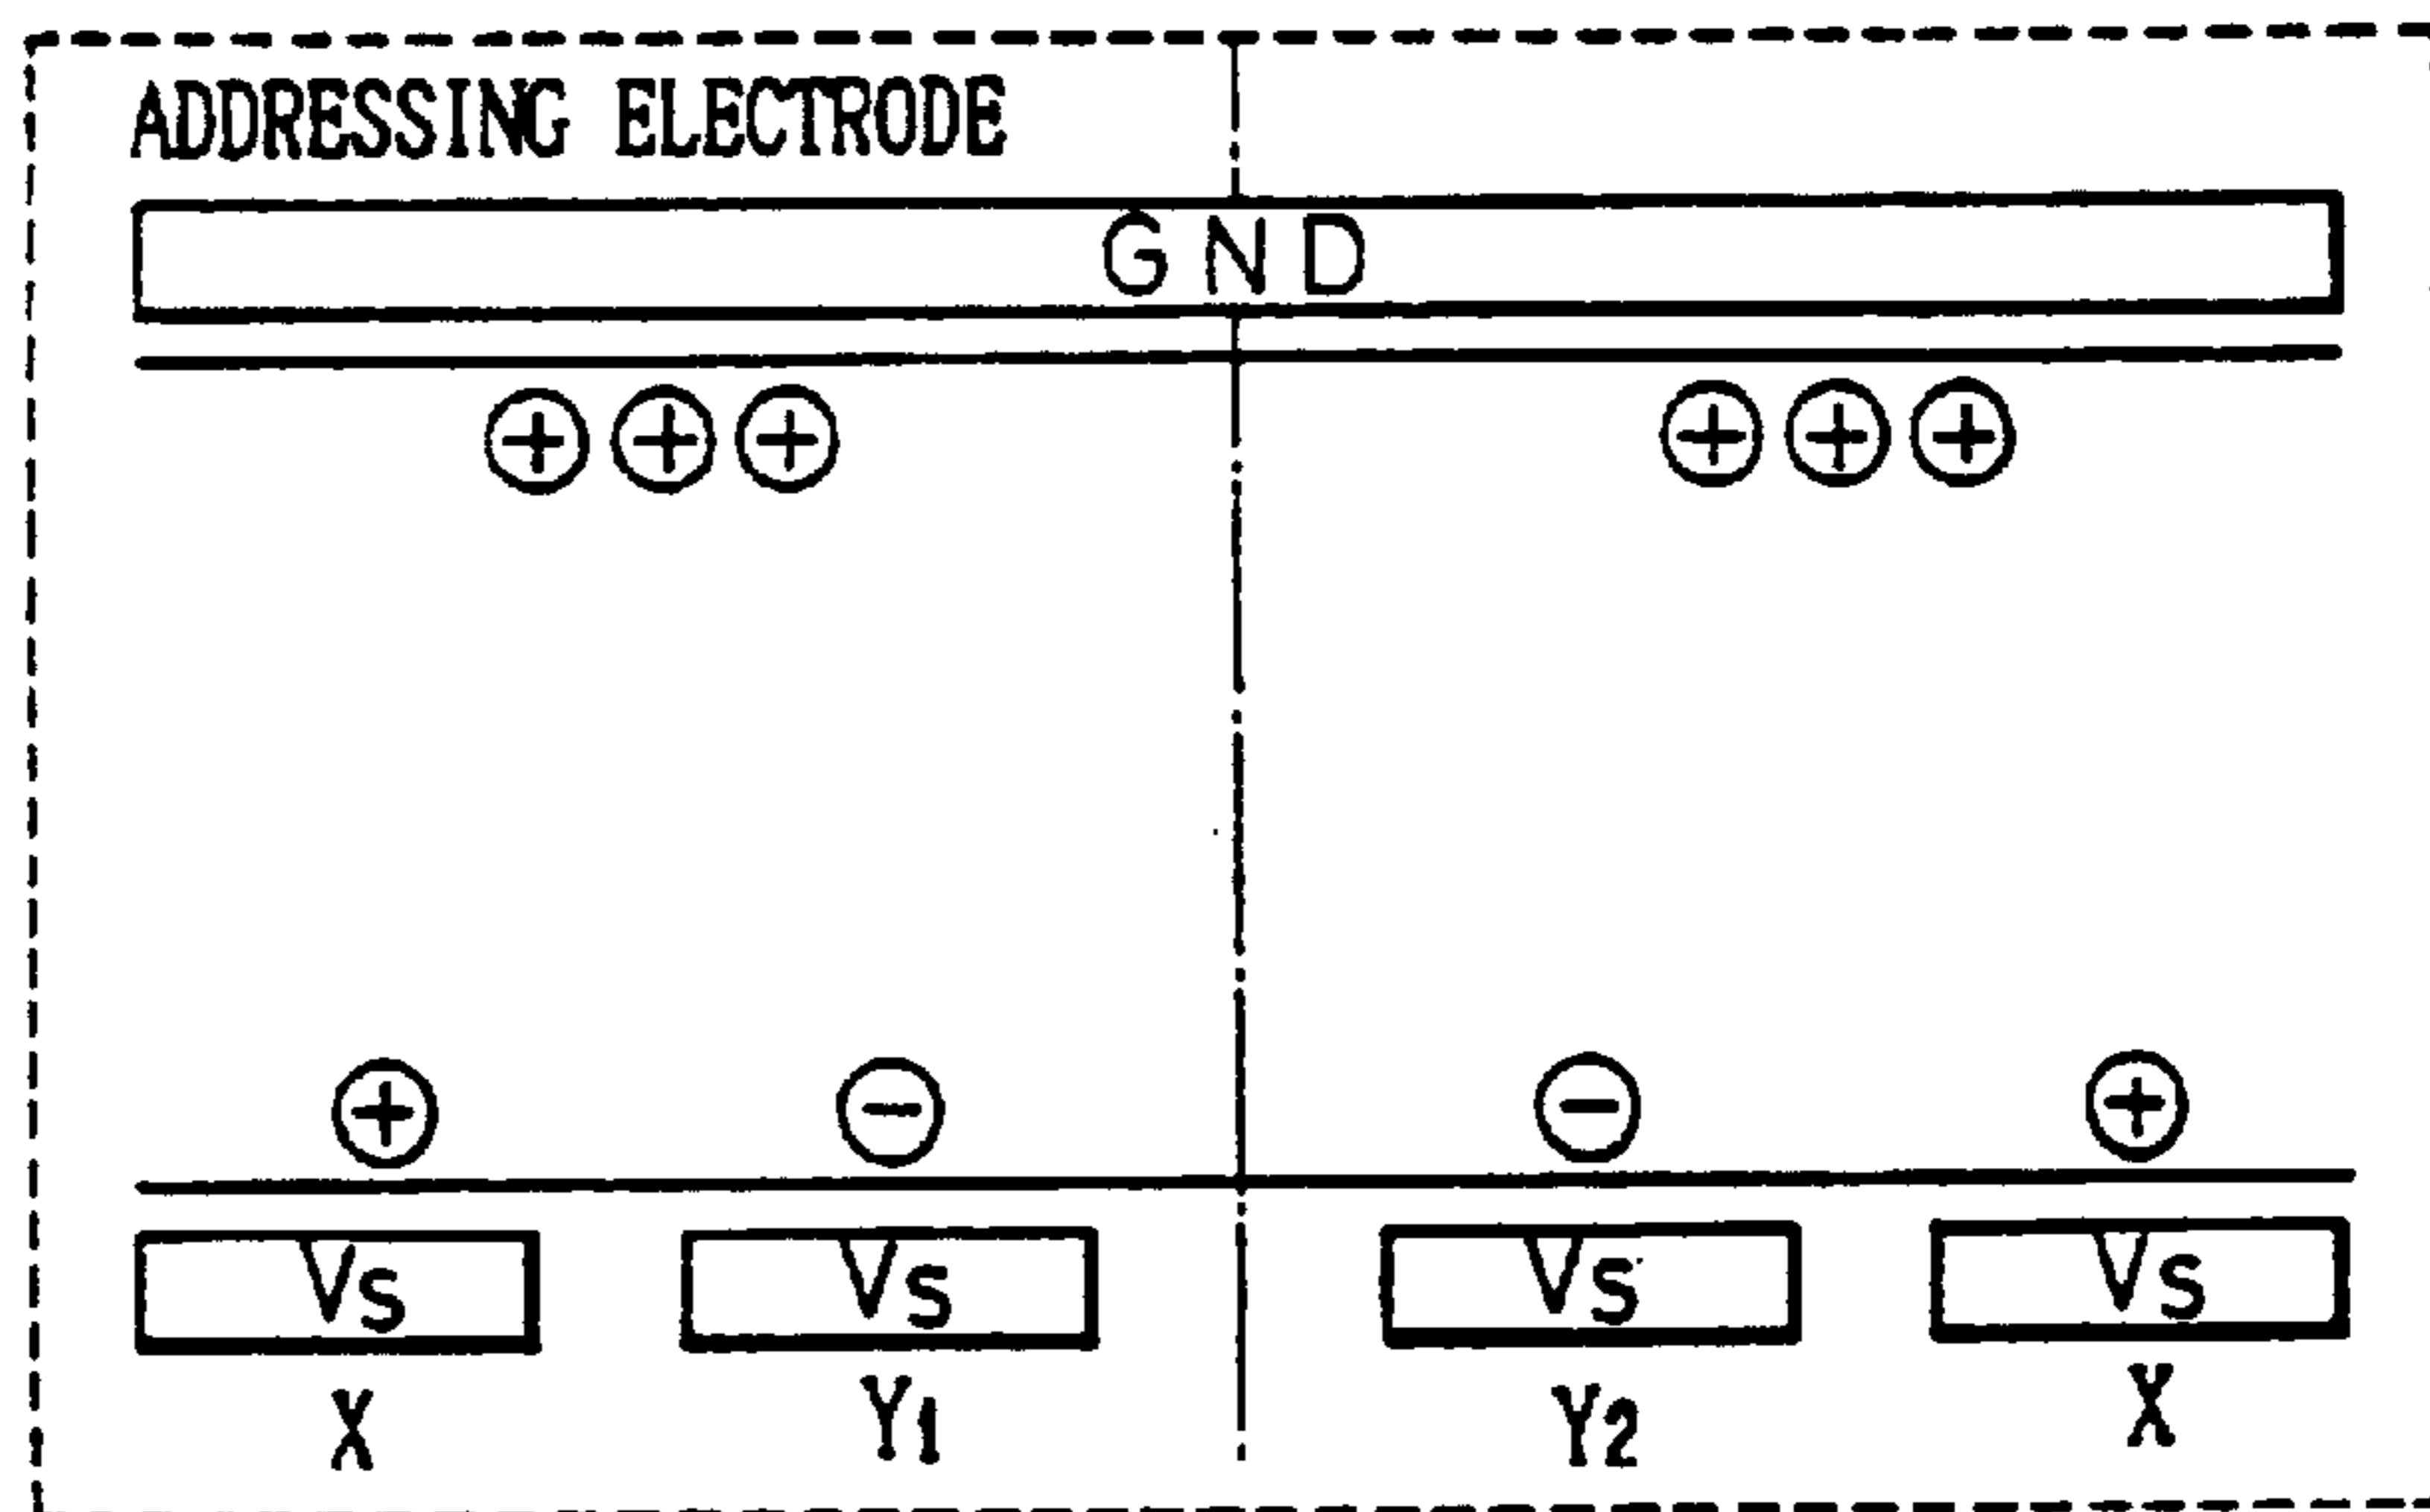 ADDRESSING ELECTRODE
GND
⊕⊕⊕ ⊕⊕⊕
⊕ ⊖ ⊖ ⊕
Vs Vs Vs Vs
X Y1 Y2 X